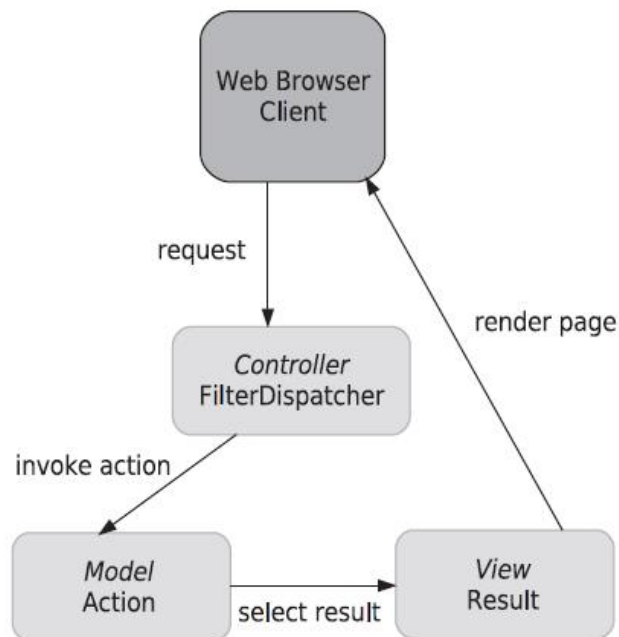 Web Browser
Client
request
render page
Controller
FilterDispatcher
invoke action
Model
Action
select result
View
Result